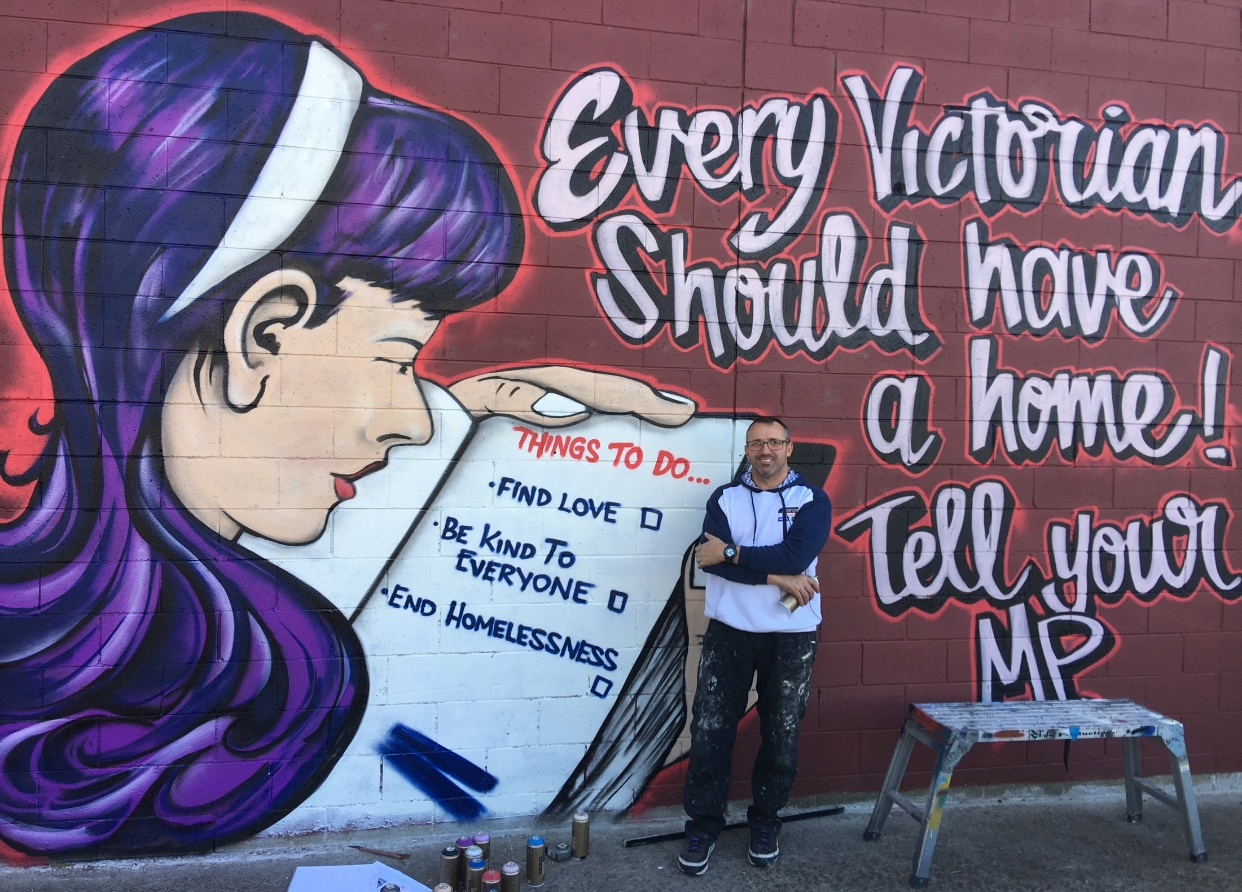 Every Victorian
Should have
a home!
Tell your
MP
THINGS TO DO...
•FIND LOVE
•BE KIND TO
EVERYONE
•END HOMELESSNESS